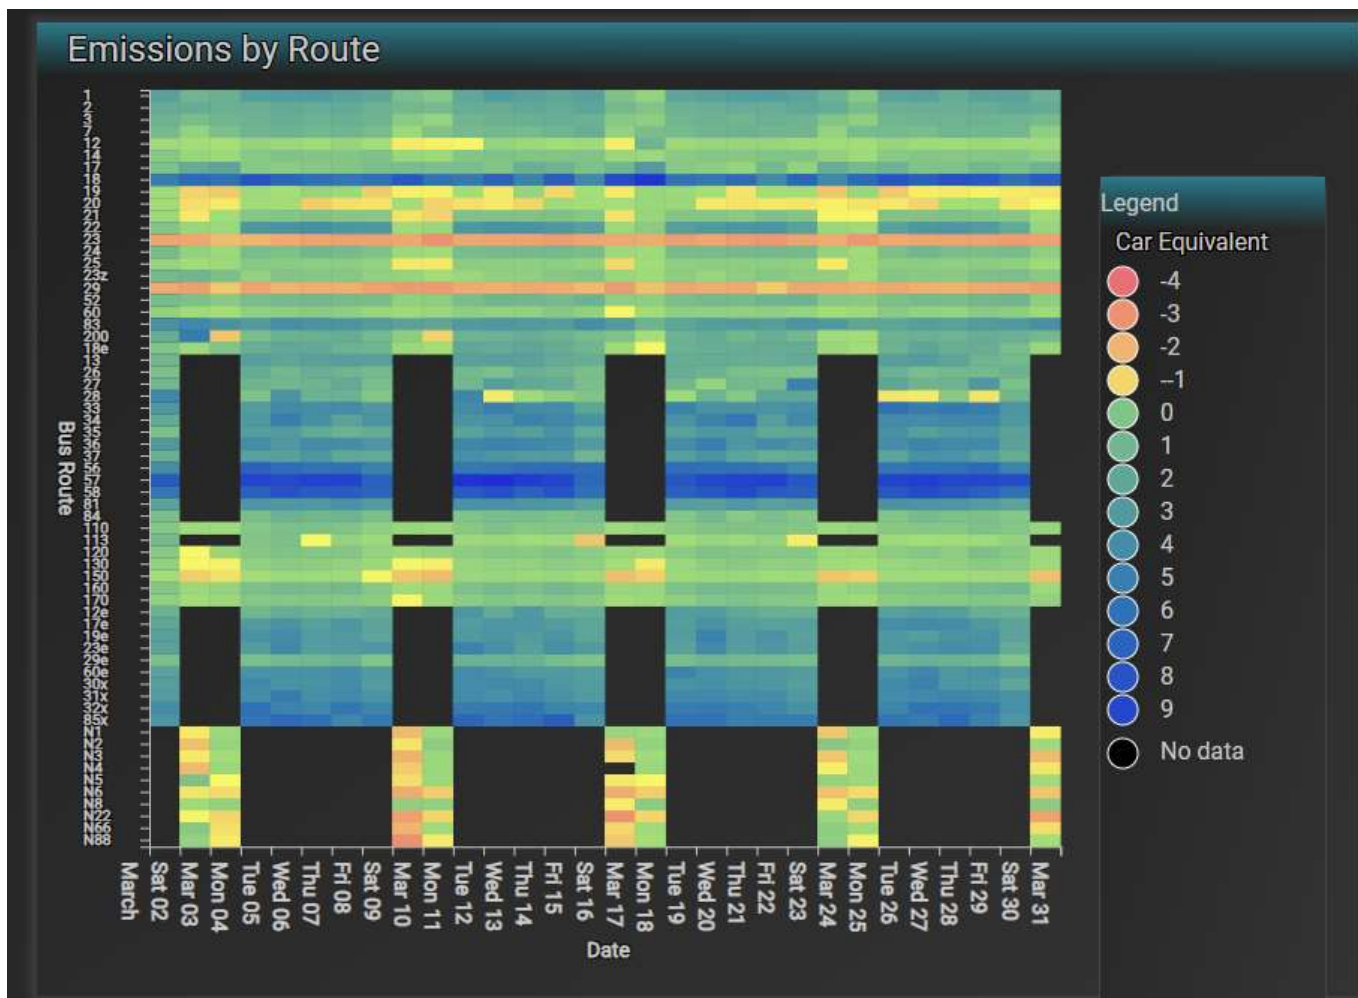 Emissions by Route
1
2
3
7
12
14
17
18
19
20
21
22
23
24
25
23z
29
52
60
83
200
18e
13
26
27
28
33
34
35
36
37
56
57
58
81
84
110
113
120
130
150
160
170
12e
17e
19e
23e
29e
60e
30x
31x
32x
85x
N1
N2
N3
N4
N5
N6
N8
N22
N66
N88
Bus Route
March
Sat 02
Mar 03
Mon 04
Tue 05
Wed 06
Thu 07
Fri 08
Sat 09
Mar 10
Mon 11
Tue 12
Wed 13
Thu 14
Fri 15
Sat 16
Mar 17
Mon 18
Tue 19
Wed 20
Thu 21
Fri 22
Sat 23
Mar 24
Mon 25
Tue 26
Wed 27
Thu 28
Fri 29
Sat 30
Mar 31
Date
Legend
Car Equivalent
-4
-3
-2
--1
0
1
2
3
4
5
6
7
8
9
No data